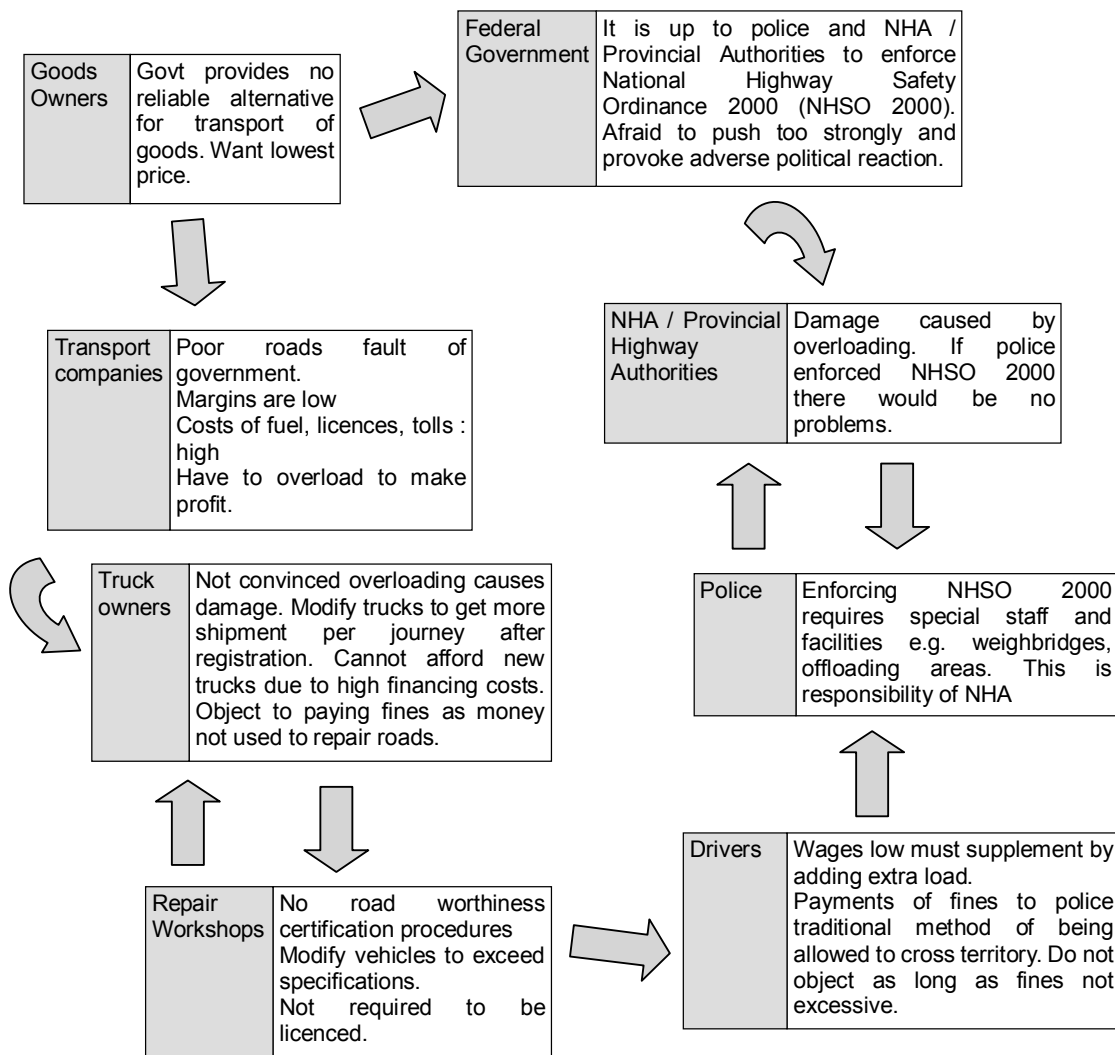 Goods
Owners
Govt provides no
reliable alternative
for transport of
goods. Want lowest
price.
Federal
Government
It is up to police and NHA /
Provincial Authorities to enforce
National Highway Safety
Ordinance 2000 (NHSO 2000).
Afraid to push too strongly and
provoke adverse political reaction.
Transport
companies
Poor roads fault of
government.
Margins are low
Costs of fuel, licences, tolls :
high
Have to overload to make
profit.
NHA / Provincial
Highway
Authorities
Damage caused by
overloading. If police
enforced NHSO 2000
there would be no
problems.
Truck
owners
Not convinced overloading causes
damage. Modify trucks to get more
shipment per journey after
registration. Cannot afford new
trucks due to high financing costs.
Object to paying fines as money
not used to repair roads.
Police
Enforcing NHSO 2000
requires special staff and
facilities e.g. weighbridges,
offloading areas. This is
responsibility of NHA
Repair
Workshops
No road worthiness
certification procedures
Modify vehicles to exceed
specifications.
Not required to be
licenced.
Drivers
Wages low must supplement by
adding extra load.
Payments of fines to police
traditional method of being
allowed to cross territory. Do not
object as long as fines not
excessive.